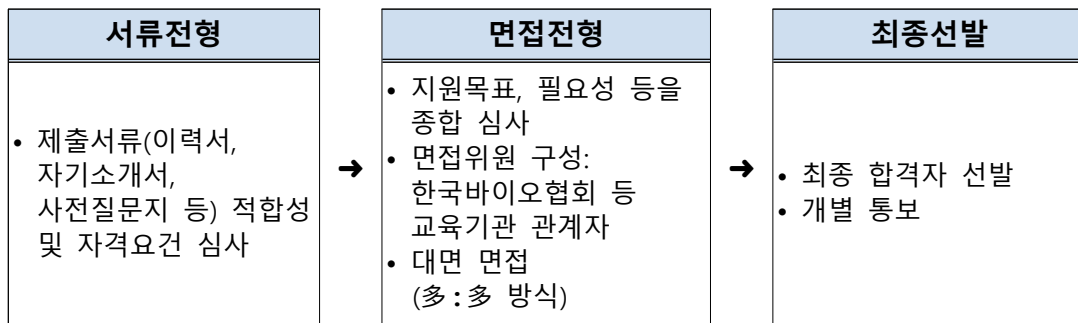 서류전형
• 제출서류(이력서,
자기소개서,
사전질문지 등) 적합성
및 자격요건 심사
➜
면접전형
• 지원목표, 필요성 등을
종합 심사
• 면접위원 구성:
한국바이오협회 등
교육기관 관계자
• 대면 면접
(多:多 방식)
➜
최종선발
• 최종 합격자 선발
• 개별 통보